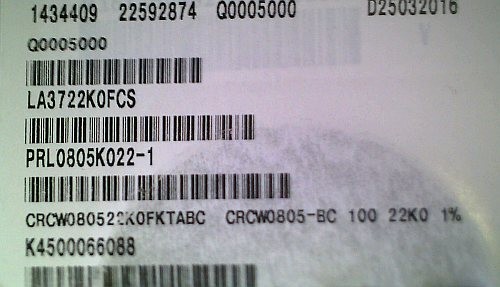 1434409 22592874 Q0005000 D25032016
Q0005000
LA3722K0FCS
PRL0805K022-1
CRCW080522K0FKTABC CRCW0805-BC 100 22K0 1%
K4500066088